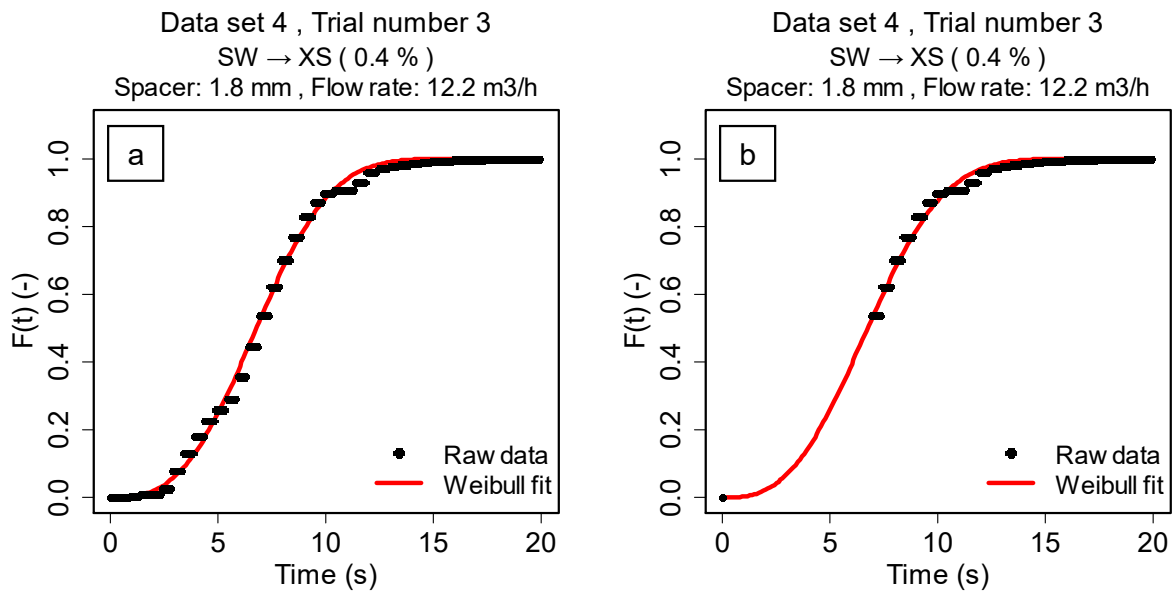 Data set 4 , Trial number 3
SW → XS ( 0.4 % )
Spacer: 1.8 mm , Flow rate: 12.2 m3/h
a
1.0
0.8
0.6
0.4
0.2
0.0
F(t) (-)
Raw data
Weibull fit
0 5 10 15 20
Time (s)
Data set 4 , Trial number 3
SW → XS ( 0.4 % )
Spacer: 1.8 mm , Flow rate: 12.2 m3/h
b
1.0
0.8
0.6
0.4
0.2
0.0
F(t) (-)
Raw data
Weibull fit
0 5 10 15 20
Time (s)